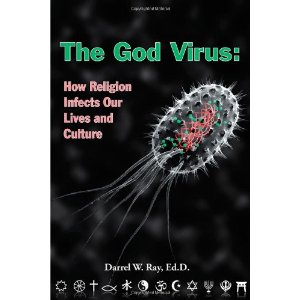 The God Virus:
How Religion
Infects Our
Lives and
Culture
Darrel W. Ray, Ed.D.